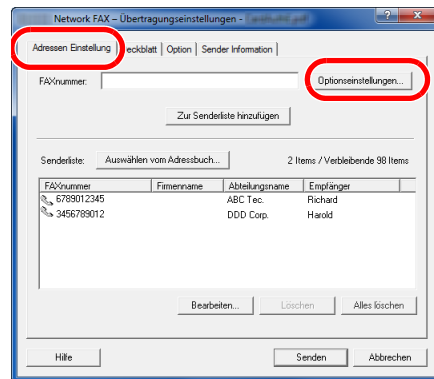 Network FAX – Übertragungseinstellungen -
Adressen Einstellung eckblatt Option Sender Information
FAXnummer: Optionseinstellungen...
Zur Senderliste hinzufügen
Senderliste: Auswählen vom Adressbuch... 2 Items / Verbleibende 98 Items
FAXnummer Firmenname Abteilungsname Empfänger
6789012345 ABC Tec. Richard
3456789012 DDD Corp. Harold
Bearbeiten... Löschen Alles löschen
Hilfe Senden Abbrechen